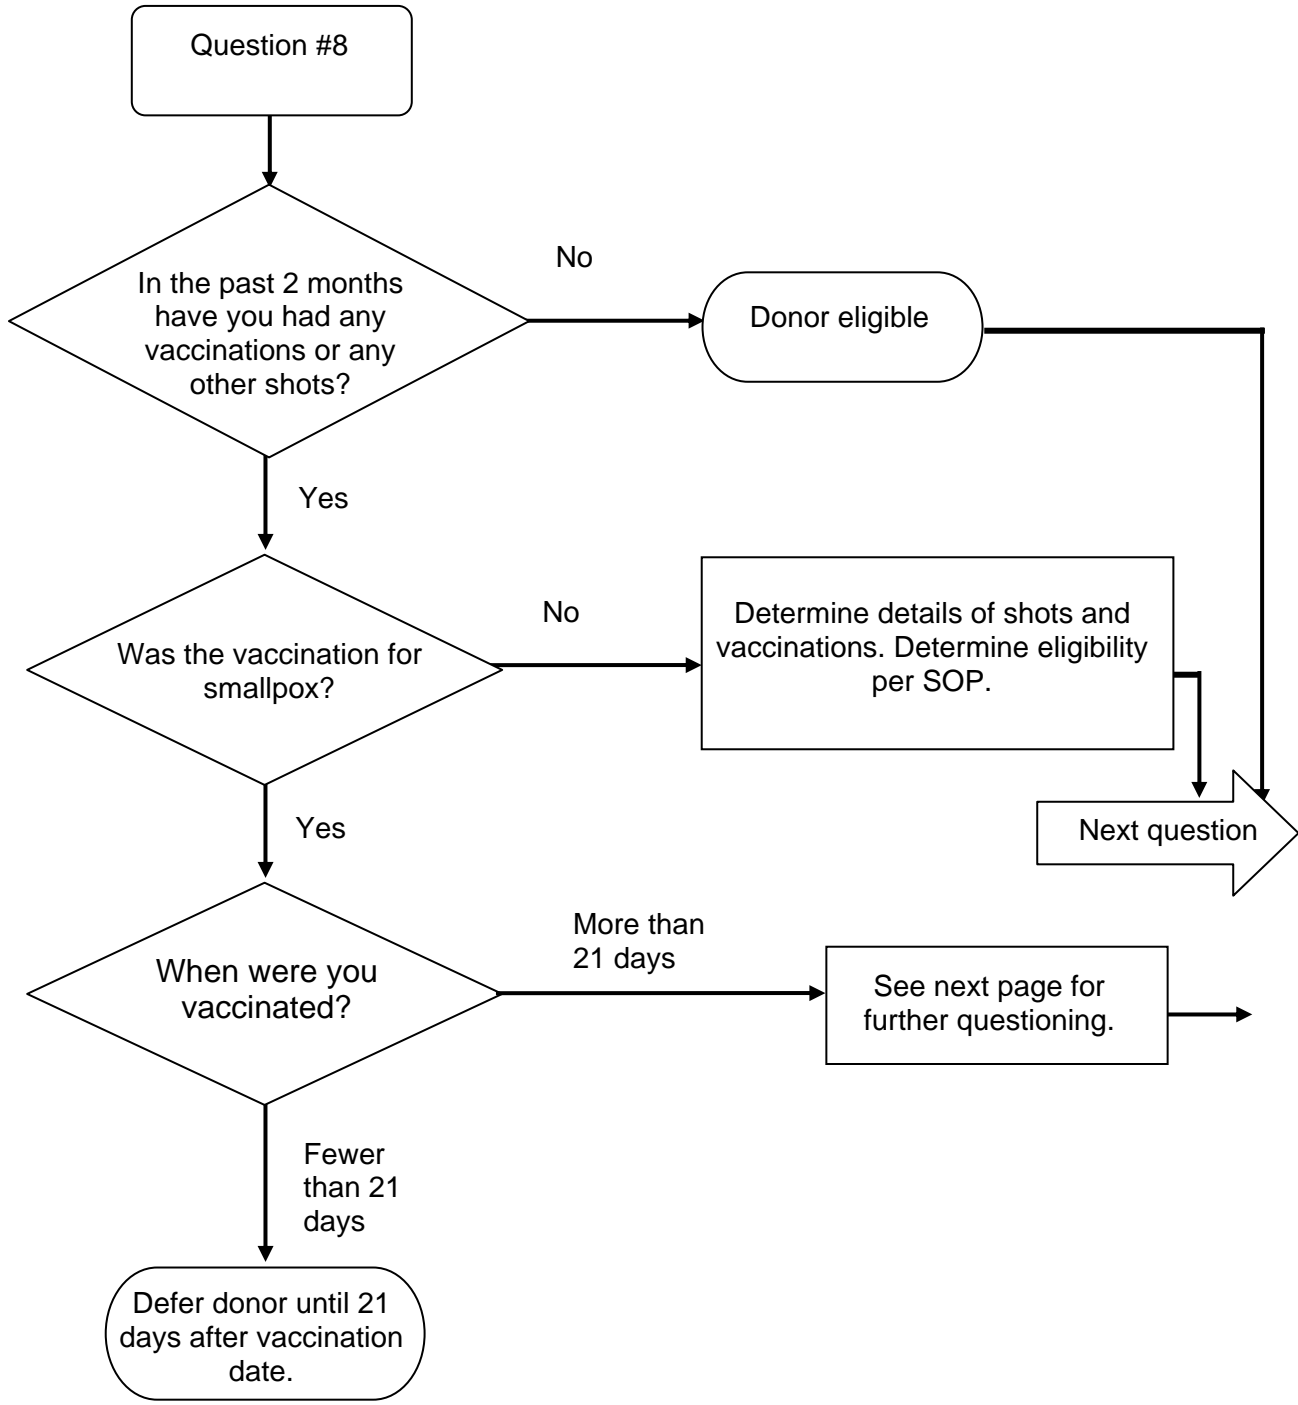 Question #8
In the past 2 months
have you had any
vaccinations or any
other shots?
No
Donor eligible
Yes
Was the vaccination for
smallpox?
No
Determine details of shots and
vaccinations. Determine eligibility
per SOP.
Next question
Yes
When were you
vaccinated?
More than
21 days
See next page for
further questioning.
Fewer
than 21
days
Defer donor until 21
days after vaccination
date.